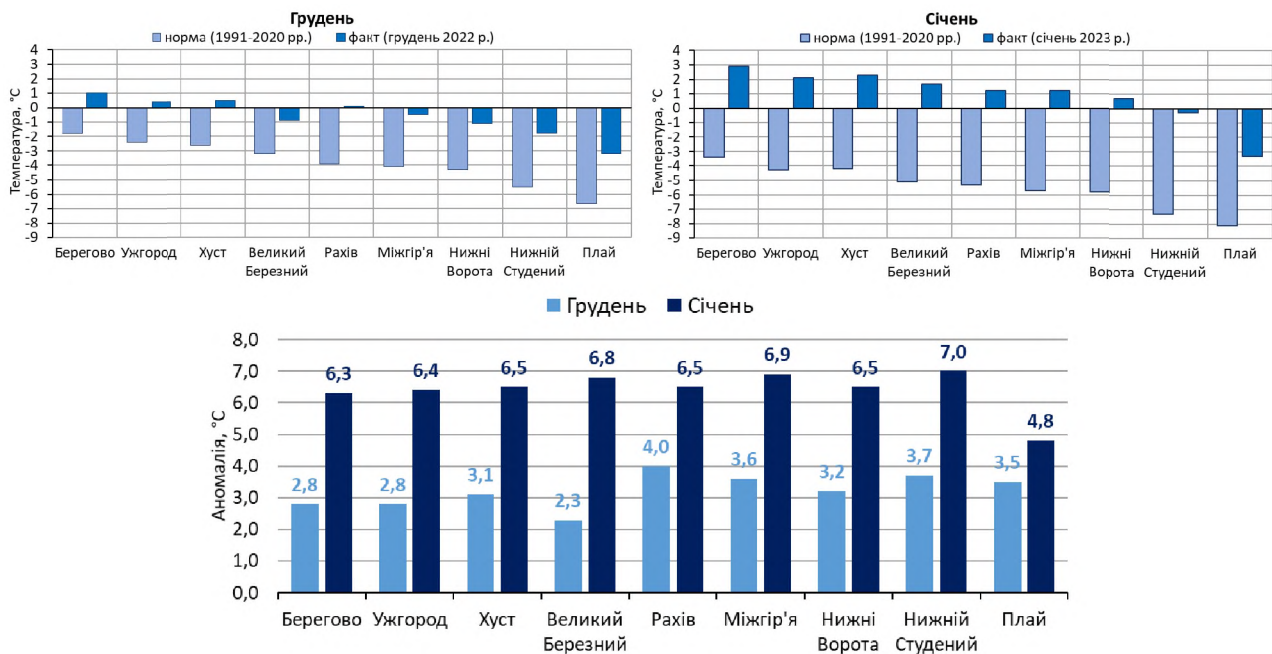 Грудень
норма (1991-2020 рр.) факт (грудень 2022 р.)
Температура, °С
4
3
2
1
0
-1
-2
-3
-4
-5
-6
-7
-8
-9
Берегово Ужгород Хуст Великий Березний Рахів Міжгір'я Нижні Ворота Нижній Студений Плай
Січень
норма (1991-2020 рр.) факт (січень 2023 р.)
Температура, °С
4
3
2
1
0
-1
-2
-3
-4
-5
-6
-7
-8
-9
Берегово Ужгород Хуст Великий Березний Рахів Міжгір'я Нижні Ворота Нижній Студений Плай
Грудень Січень
Аномалія, °С
8,0
7,0
6,0
5,0
4,0
3,0
2,0
1,0
0,0
2,8 6,3 2,8 6,4 3,1 6,5 2,3 6,8 4,0 6,5 3,6 6,9 3,2 6,5 3,7 7,0 3,5 4,8
Берегово Ужгород Хуст Великий Рахів Міжгір'я Нижні Нижній Плай
Березний Ворота Студений